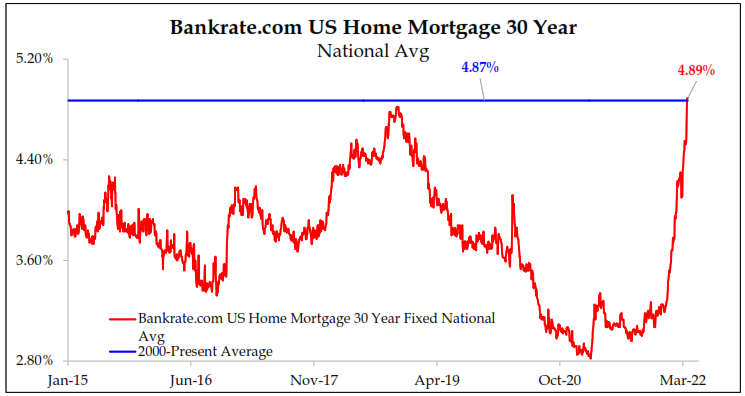 Bankrate.com US Home Mortgage 30 Year
National Avg
5.20%
4.87%
4.89%
4.40%
3.60%
Bankrate.com US Home Mortgage 30 Year Fixed National
Avg
2000-Present Average
2.80%
Jan-15 Jun-16 Nov-17 Apr-19 Oct-20 Mar-22